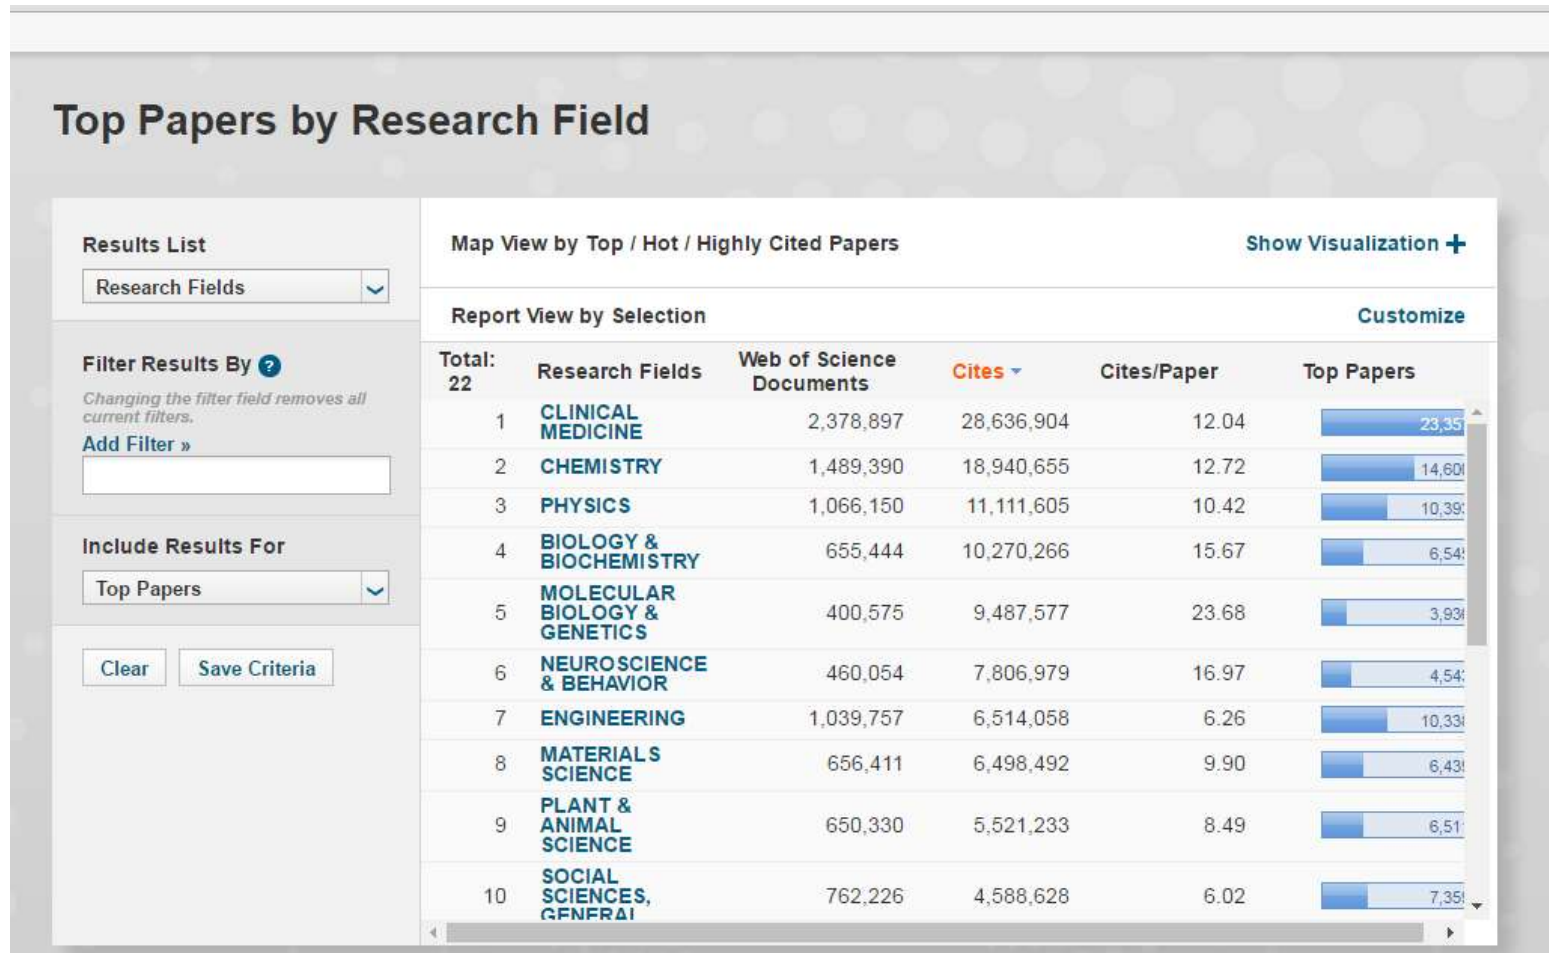 Top Papers by Research Field
Results List
Research Fields
Filter Results By ?
Changing the filter field removes all
current filters.
Add Filter »
Include Results For
Top Papers
Clear Save Criteria
Map View by Top / Hot / Highly Cited Papers Show Visualization +
Report View by Selection Customize
Total: 22 Research Fields Web of Science Documents Cites Cites/Paper Top Papers
1 CLINICAL MEDICINE 2,378,897 28,636,904 12.04
2 CHEMISTRY 1,489,390 18,940,655 12.72
3 PHYSICS 1,066,150 11,111,605 10.42
4 BIOLOGY & BIOCHEMISTRY 655,444 10,270,266 15.67
5 MOLECULAR BIOLOGY & GENETICS 400,575 9,487,577 23.68
6 NEUROSCIENCE & BEHAVIOR 460,054 7,806,979 16.97
7 ENGINEERING 1,039,757 6,514,058 6.26
8 MATERIALS SCIENCE 656,411 6,498,492 9.90
9 PLANT & ANIMAL SCIENCE 650,330 5,521,233 8.49
10 SOCIAL SCIENCES, GENERAL 762,226 4,588,628 6.02